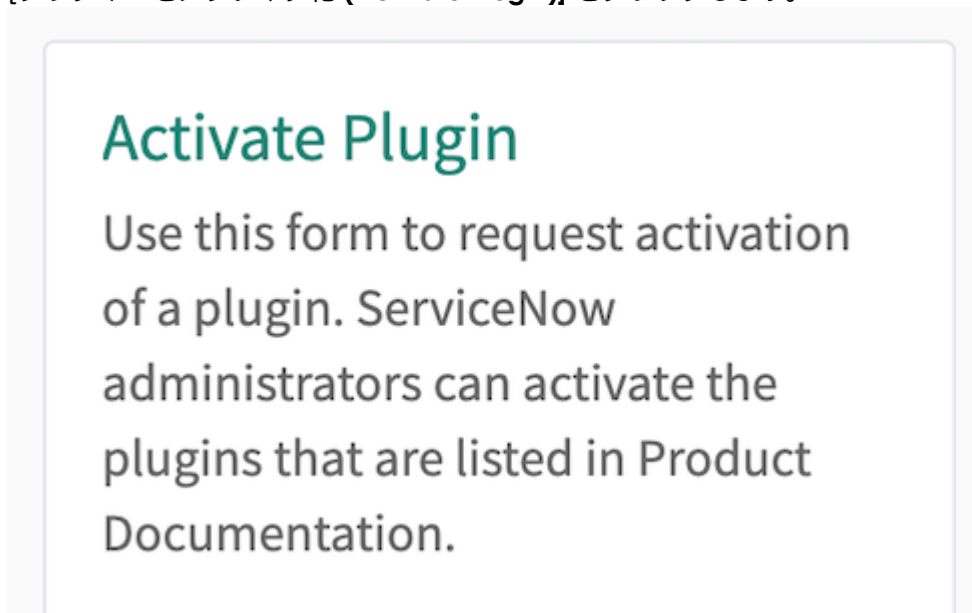 Activate Plugin
Use this form to request activation
of a plugin. ServiceNow
administrators can activate the
plugins that are listed in Product
Documentation.